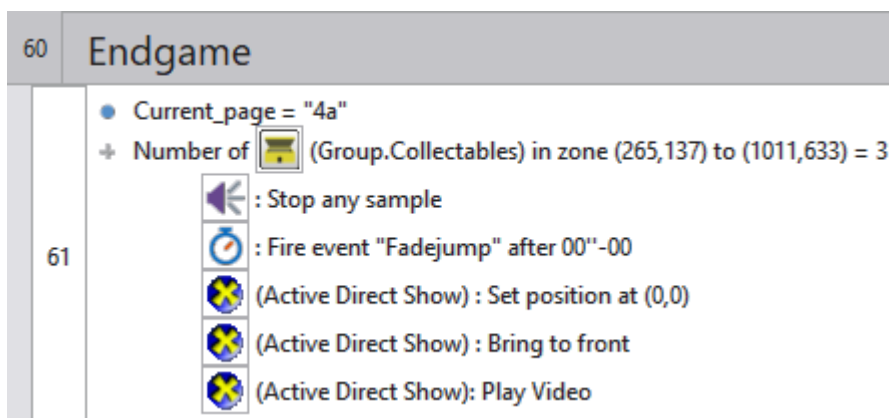 60 Endgame
Current_page = "4a"
Number of (Group.Collectables) in zone (265,137) to (1011,633) = 3
: Stop any sample
61 : Fire event "Fadejump" after 00''-00
(Active Direct Show) : Set position at (0,0)
(Active Direct Show) : Bring to front
(Active Direct Show): Play Video